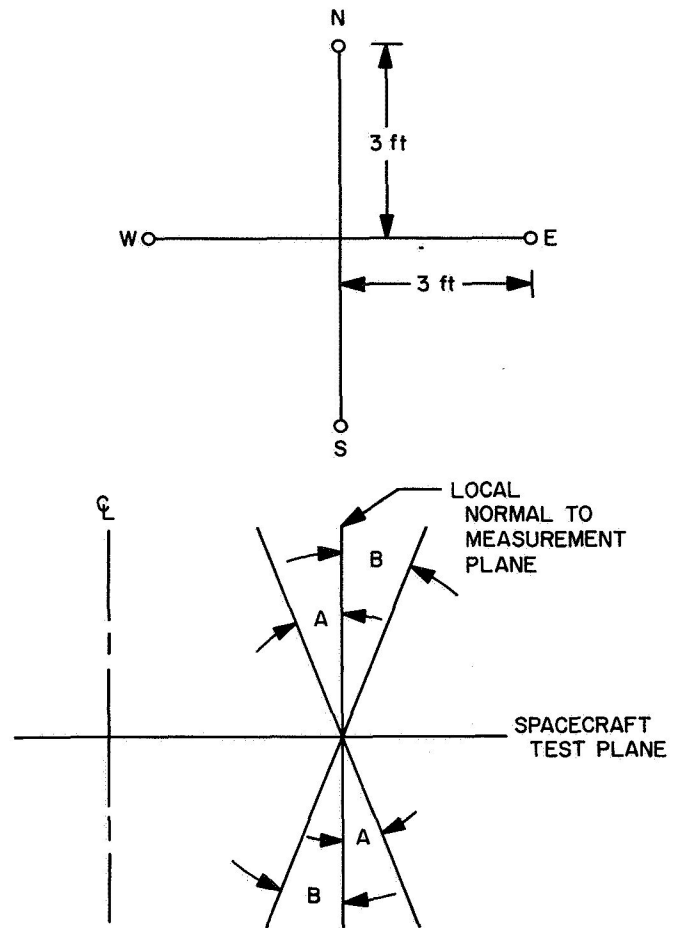 N
3 ft
W
E
3 ft
S
℄
LOCAL
NORMAL TO
MEASUREMENT
PLANE
B
A
SPACECRAFT
TEST PLANE
A
B